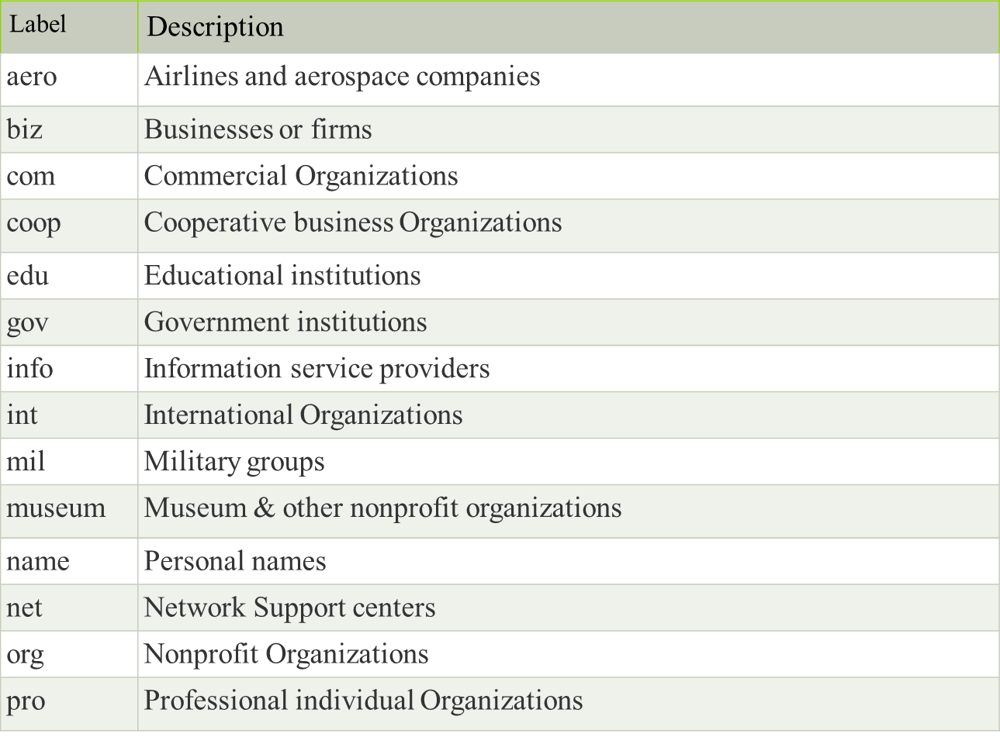 Label Description
aero Airlines and aerospace companies
biz Businesses or firms
com Commercial Organizations
coop Cooperative business Organizations
edu Educational institutions
gov Government institutions
info Information service providers
int International Organizations
mil Military groups
museum Museum & other nonprofit organizations
name Personal names
net Network Support centers
org Nonprofit Organizations
pro Professional individual Organizations